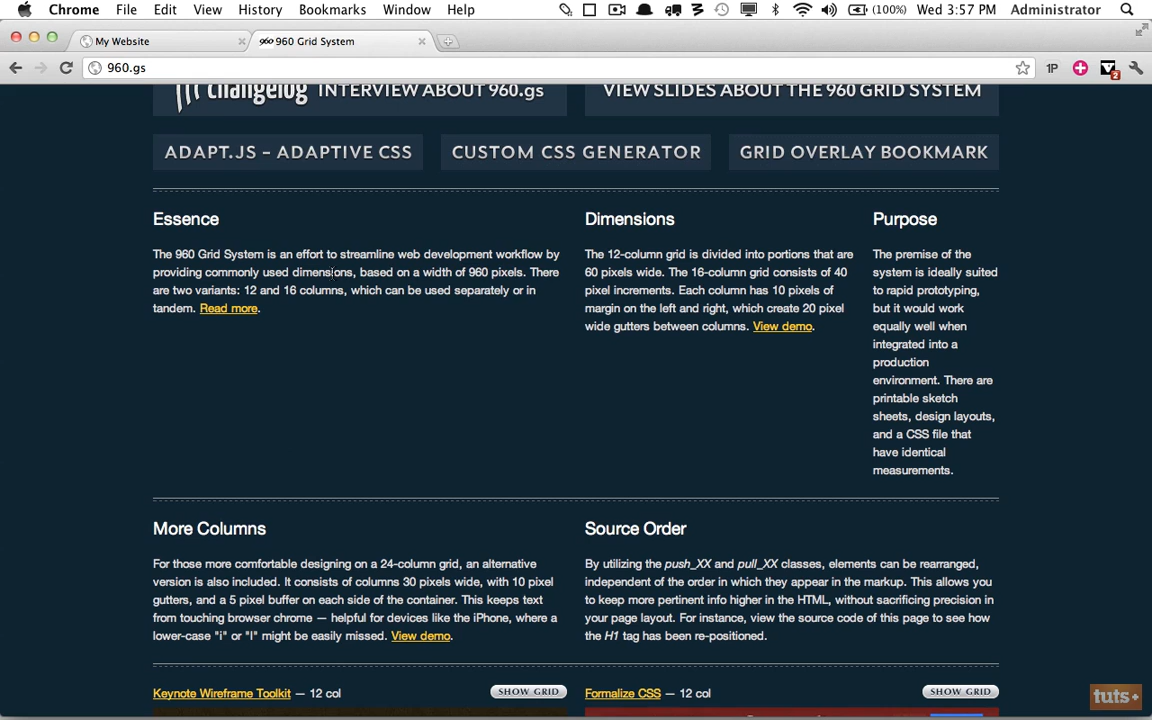 Chrome File Edit View History Bookmarks Window Help (100%) Wed 3:57 PM Administrator
My Website 960 960 Grid System
960.gs 1P 2
changelog INTERVIEW ABOUT 960.gs VIEW SLIDES ABOUT THE 960 GRID SYSTEM
ADAPT.JS – ADAPTIVE CSS CUSTOM CSS GENERATOR GRID OVERLAY BOOKMARK
Essence
The 960 Grid System is an effort to streamline web development workflow by
providing commonly used dimensions, based on a width of 960 pixels. There
are two variants: 12 and 16 columns, which can be used separately or in
tandem. Read more.
Dimensions
The 12-column grid is divided into portions that are
60 pixels wide. The 16-column grid consists of 40
pixel increments. Each column has 10 pixels of
margin on the left and right, which create 20 pixel
wide gutters between columns. View demo.
Purpose
The premise of the
system is ideally suited
to rapid prototyping,
but it would work
equally well when
integrated into a
production
environment. There are
printable sketch
sheets, design layouts,
and a CSS file that
have identical
measurements.
More Columns
For those more comfortable designing on a 24-column grid, an alternative
version is also included. It consists of columns 30 pixels wide, with 10 pixel
gutters, and a 5 pixel buffer on each side of the container. This keeps text
from touching browser chrome — helpful for devices like the iPhone, where a
lower-case "i" or "l" might be easily missed. View demo.
Source Order
By utilizing the push_XX and pull_XX classes, elements can be rearranged,
independent of the order in which they appear in the markup. This allows you
to keep more pertinent info higher in the HTML, without sacrificing precision in
your page layout. For instance, view the source code of this page to see how
the H1 tag has been re-positioned.
Keynote Wireframe Toolkit — 12 col SHOW GRID
Formalize CSS — 12 col SHOW GRID
tuts+